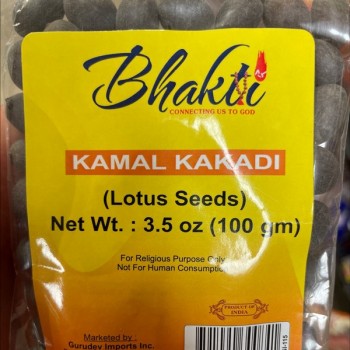 Bhakti
CONNECTING US TO GOD
KAMAL KAKADI
(Lotus Seeds)
Net Wt. : 3.5 oz (100 gm)
For Religious Purpose Only
Not For Human Consumption
PRODUCT OF
INDIA
Marketed by :
Gurudev Imports Inc.